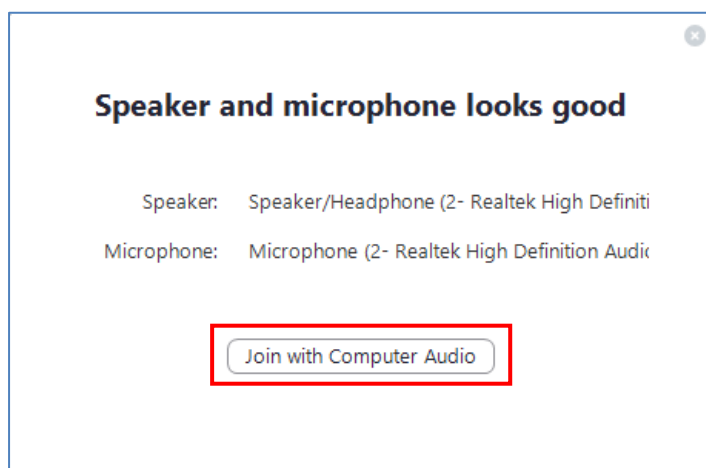 Speaker and microphone looks good
Speaker: Speaker/Headphone (2- Realtek High Definiti
Microphone: Microphone (2- Realtek High Definition Audic
Join with Computer Audio